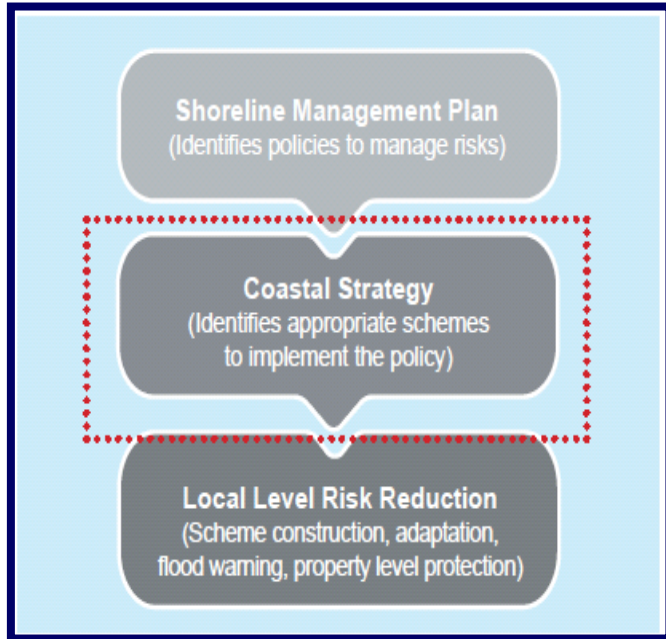 Shoreline Management Plan
(Identifies policies to manage risks)
Coastal Strategy
(Identifies appropriate schemes
to implement the policy)
Local Level Risk Reduction
(Scheme construction, adaptation,
flood warning, property level protection)